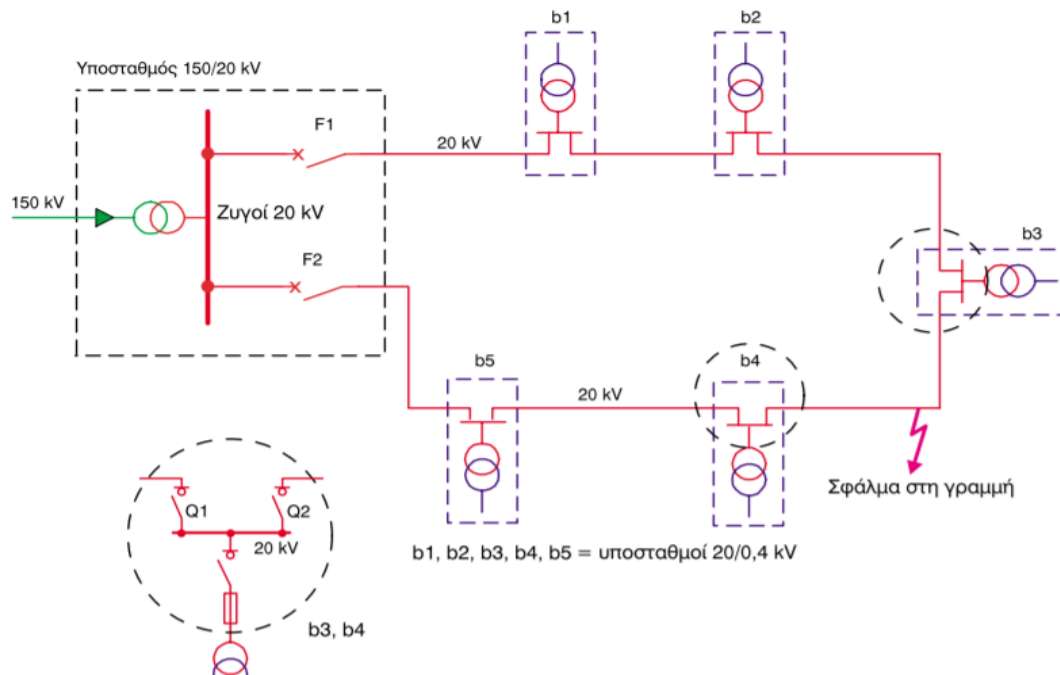 b1
b2
Υποσταθμός 150/20 kV
F1
20 kV
150 kV
Ζυγοί 20 kV
b3
F2
b5
20 kV
b4
Σφάλμα στη γραμμή
Q1
Q2
20 kV
b1, b2, b3, b4, b5 = υποσταθμοί 20/0,4 kV
b3, b4